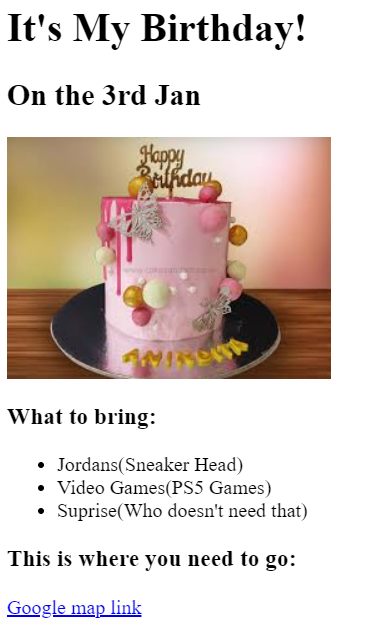 It's My Birthday!
On the 3rd Jan
Happy
Birthday
What to bring:
Jordans(Sneaker Head)
Video Games(PS5 Games)
Suprise(Who doesn't need that)
This is where you need to go:
Google map link